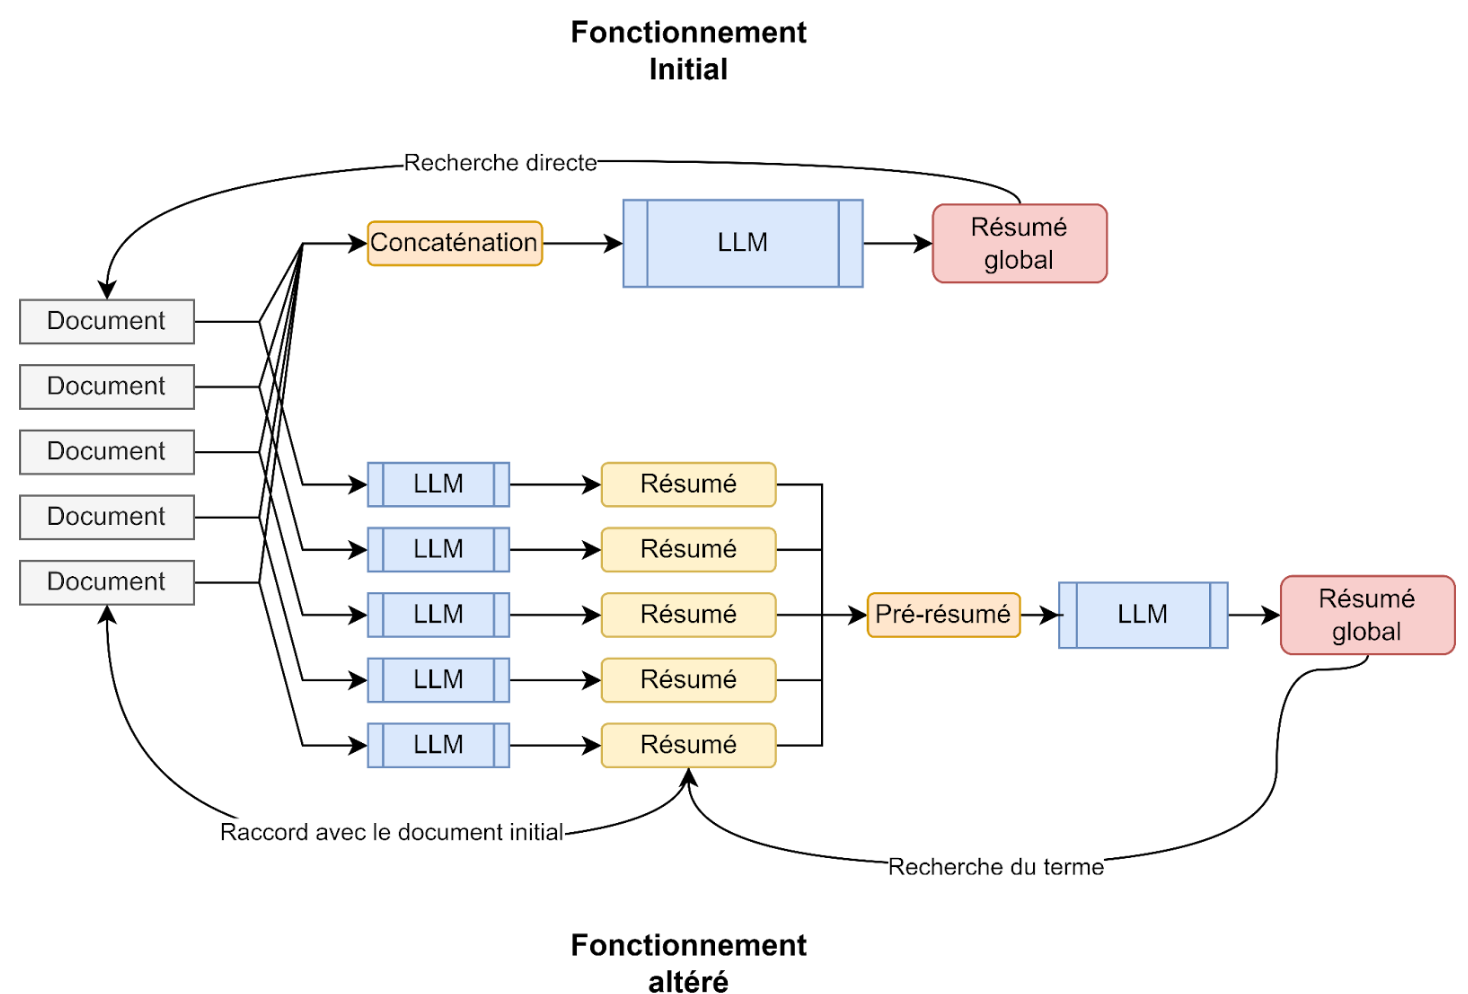 Fonctionnement
Initial
Recherche directe
Concaténation
LLM
Résumé
global
Document
Document
Document
Document
Document
LLM
Résumé
LLM
Résumé
LLM
Résumé
LLM
Résumé
LLM
Résumé
Pré-résumé
LLM
Résumé
global
Raccord avec le document initial
Recherche du terme
Fonctionnement
altéré